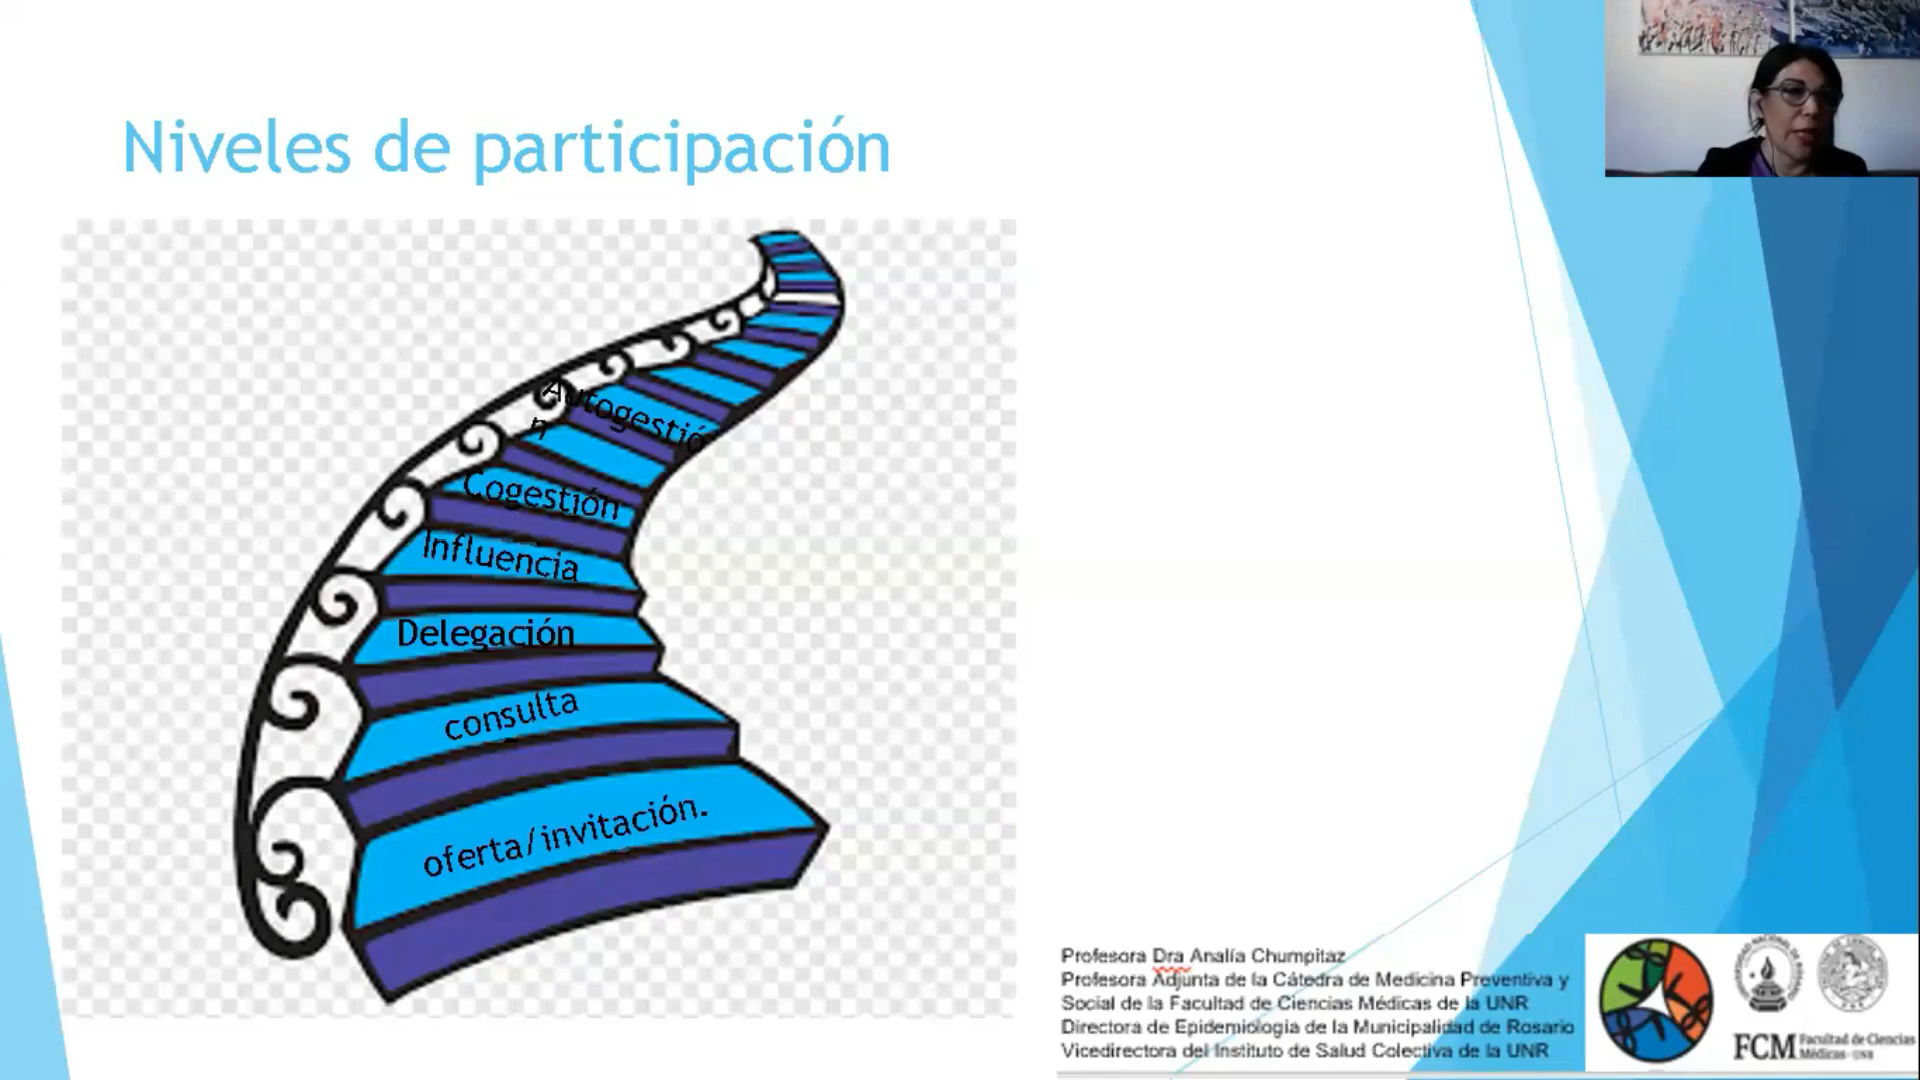 Niveles de participación
Autogestió
n
Cogestión
Influencia
Delegación
consulta
oferta/invitación.
Profesora Dra Analía Chumpitaz
Profesora Adjunta de la Cátedra de Medicina Preventiva y
Social de la Facultad de Ciencias Médicas de la UNR
Directora de Epidemiologia de la Municipalidad de Rosario
Vicedirectora del Instituto de Salud Colectiva de la UNR
FCM Facultad de Ciencias
Médicas · UNR